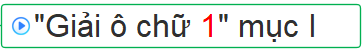 "Giải ô chữ 1" mục I